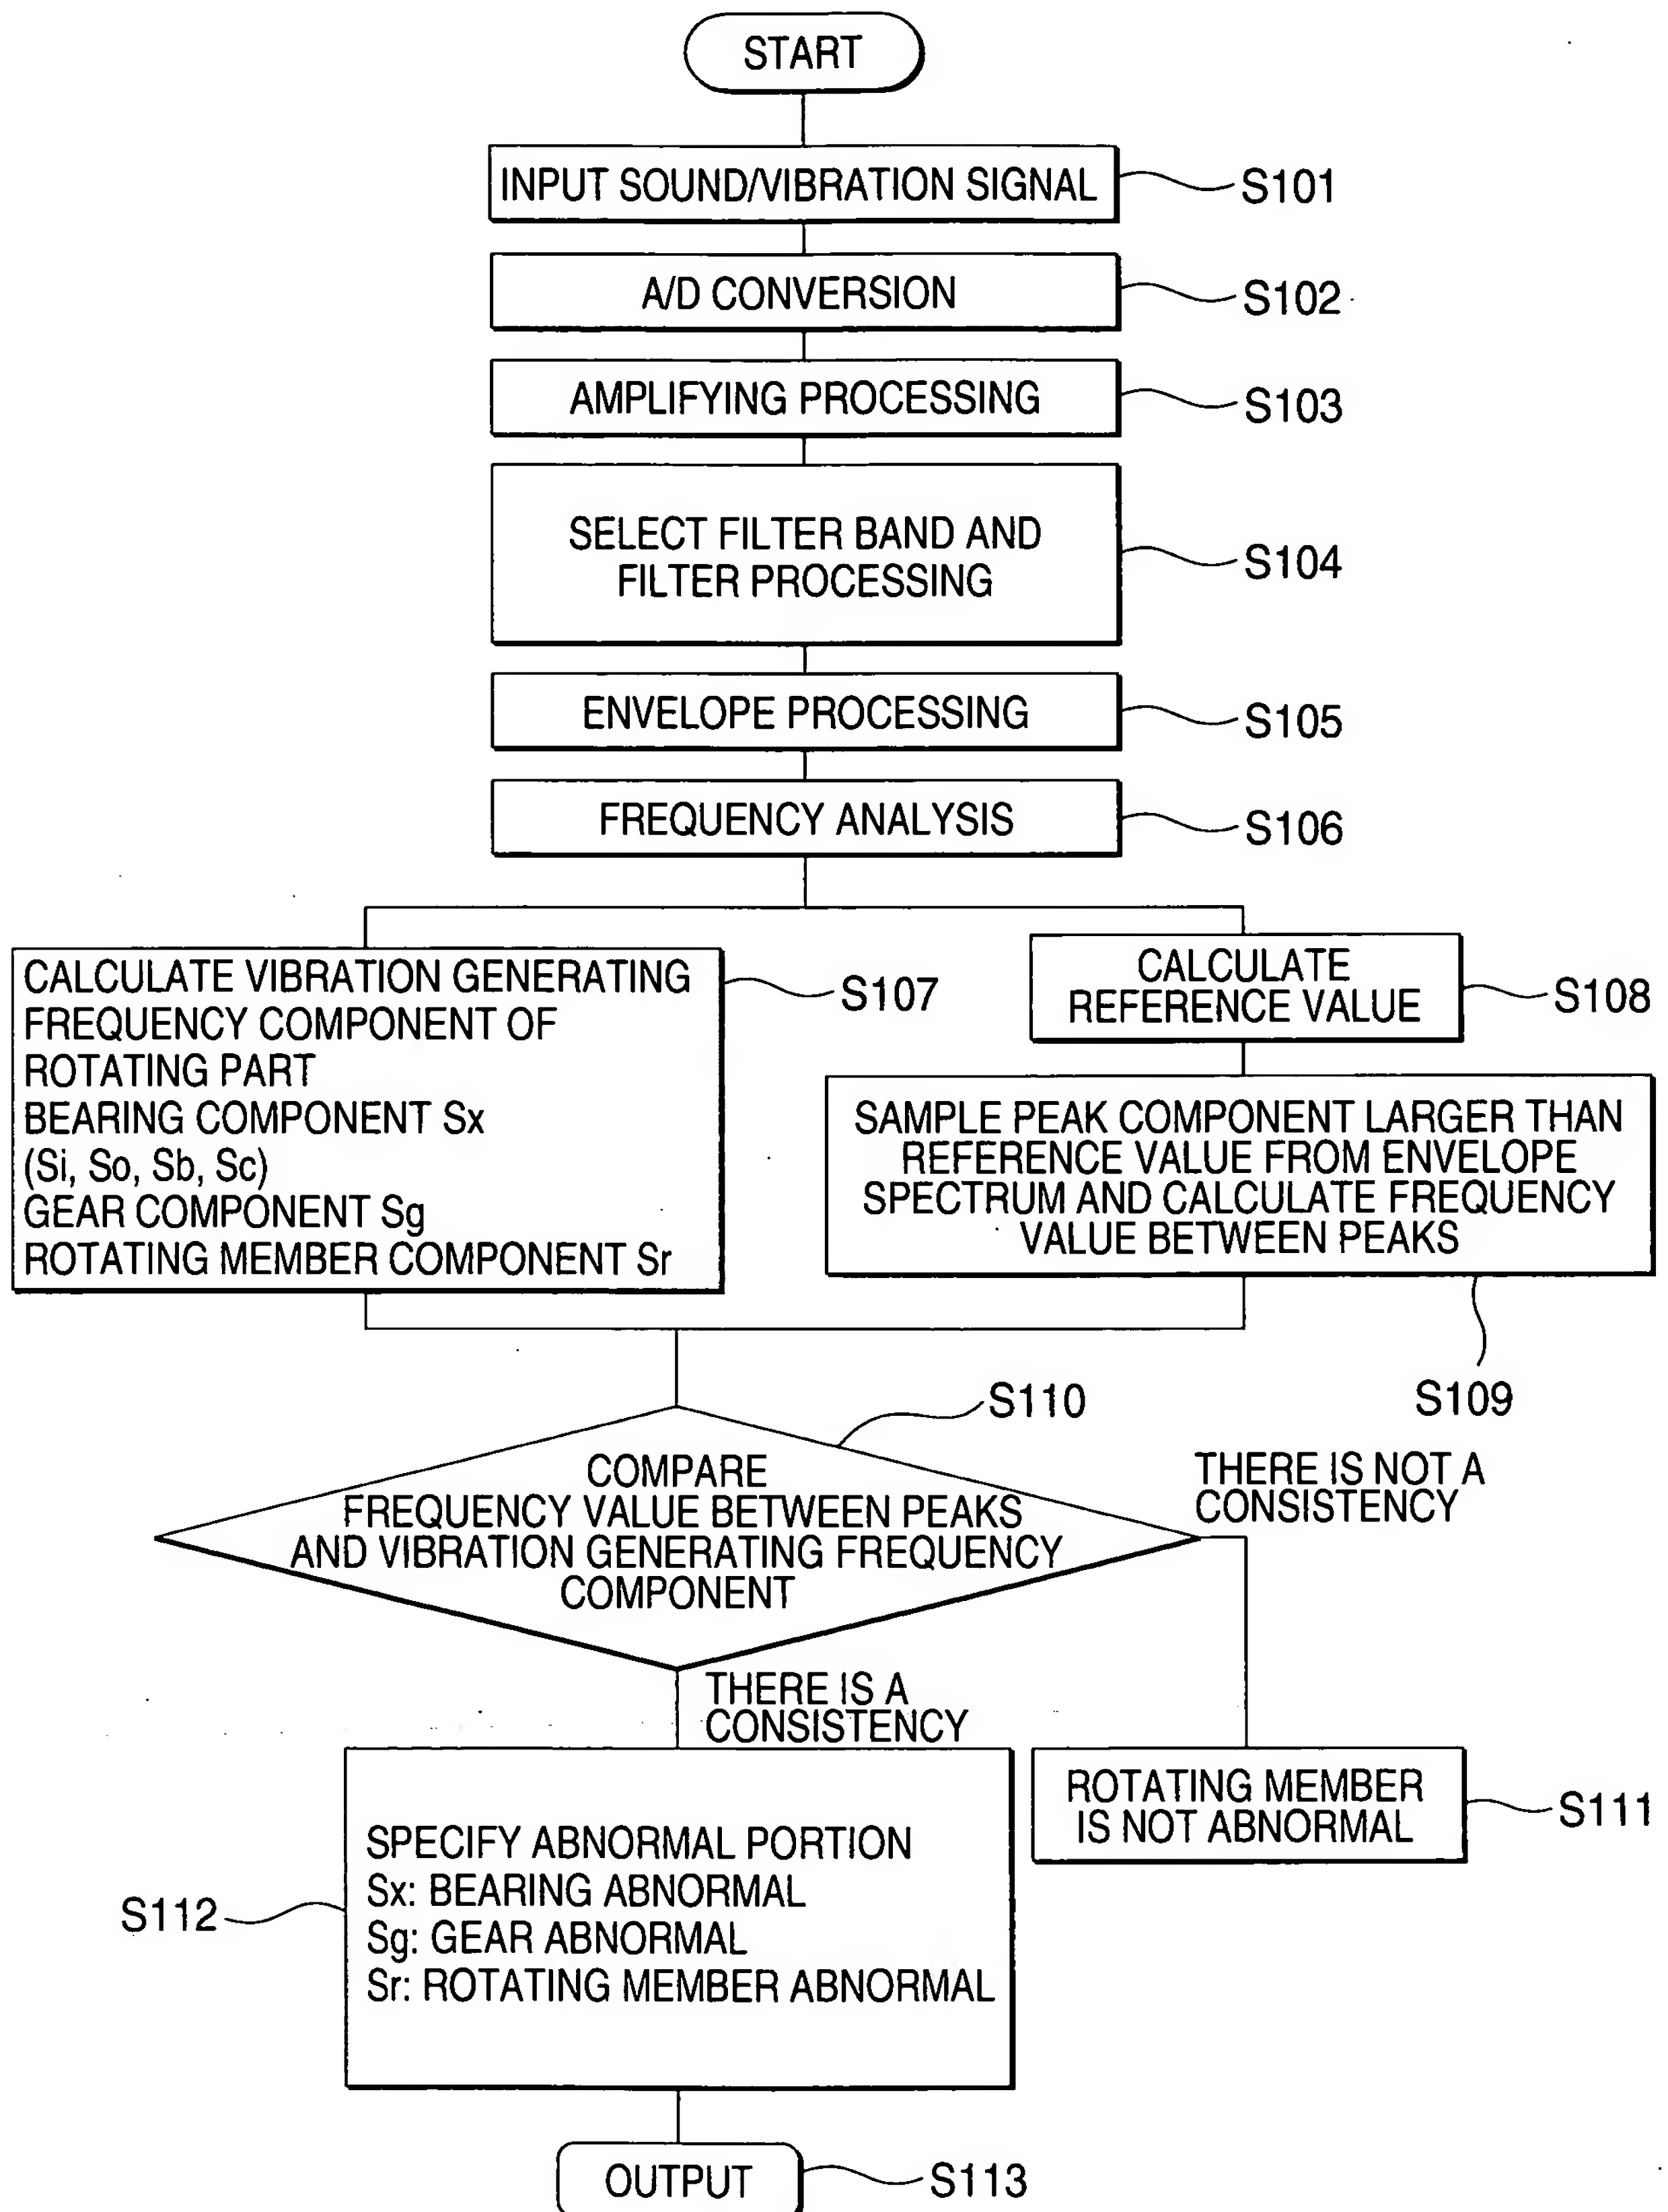 START
INPUT SOUND/VIBRATION SIGNAL
S101
A/D CONVERSION
S102
AMPLIFYING PROCESSING
S103
SELECT FILTER BAND AND
FILTER PROCESSING
S104
ENVELOPE PROCESSING
S105
FREQUENCY ANALYSIS
S106
CALCULATE VIBRATION GENERATING
FREQUENCY COMPONENT OF
ROTATING PART
BEARING COMPONENT Sx
(Si, So, Sb, Sc)
GEAR COMPONENT Sg
ROTATING MEMBER COMPONENT Sr
S107
CALCULATE
REFERENCE VALUE
S108
SAMPLE PEAK COMPONENT LARGER THAN
REFERENCE VALUE FROM ENVELOPE
SPECTRUM AND CALCULATE FREQUENCY
VALUE BETWEEN PEAKS
S109
S110
COMPARE
FREQUENCY VALUE BETWEEN PEAKS
AND VIBRATION GENERATING FREQUENCY
COMPONENT
THERE IS NOT A
CONSISTENCY
THERE IS A
CONSISTENCY
ROTATING MEMBER
IS NOT ABNORMAL
S111
SPECIFY ABNORMAL PORTION
Sx: BEARING ABNORMAL
Sg: GEAR ABNORMAL
Sr: ROTATING MEMBER ABNORMAL
S112
OUTPUT
S113